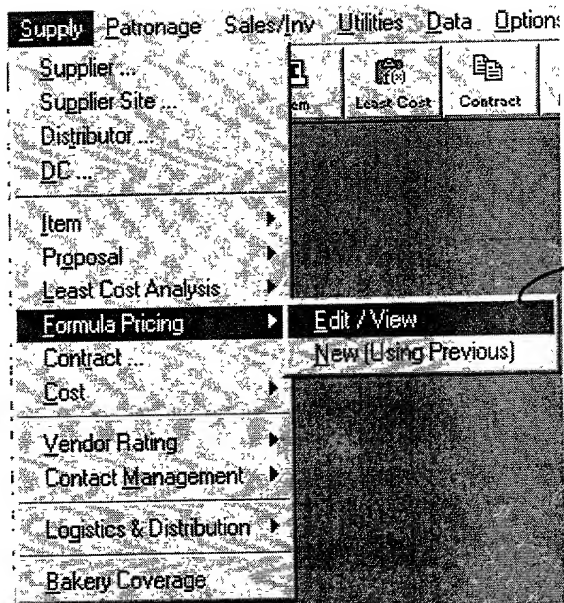 Supply Patronage Sales/Inv Utilities Data Options
Supplier ...
Supplier Site ...
Distributor ...
DC ...
Least Cost
Contract
Item
Proposal
Least Cost Analysis
Formula Pricing
Edit / View
New (Using Previous)
Contract ...
Cost
Vendor Rating
Contact Management
Logistics & Distribution
Bakery Coverage